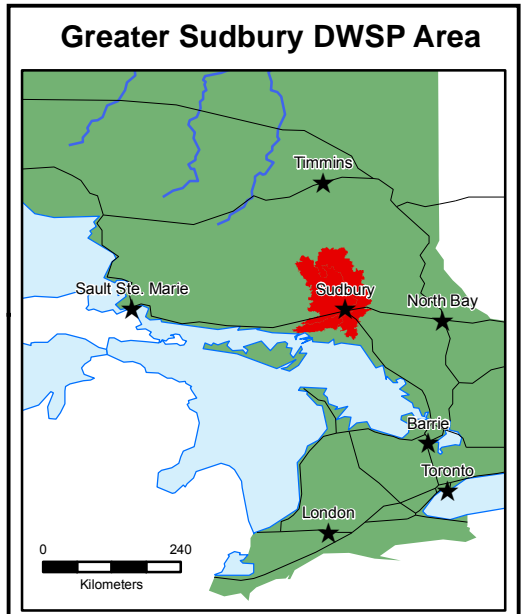 Greater Sudbury DWSP Area
Timmins
Sault Ste. Marie
Sudbury
North Bay
Barrie
Toronto
London
0 240
Kilometers